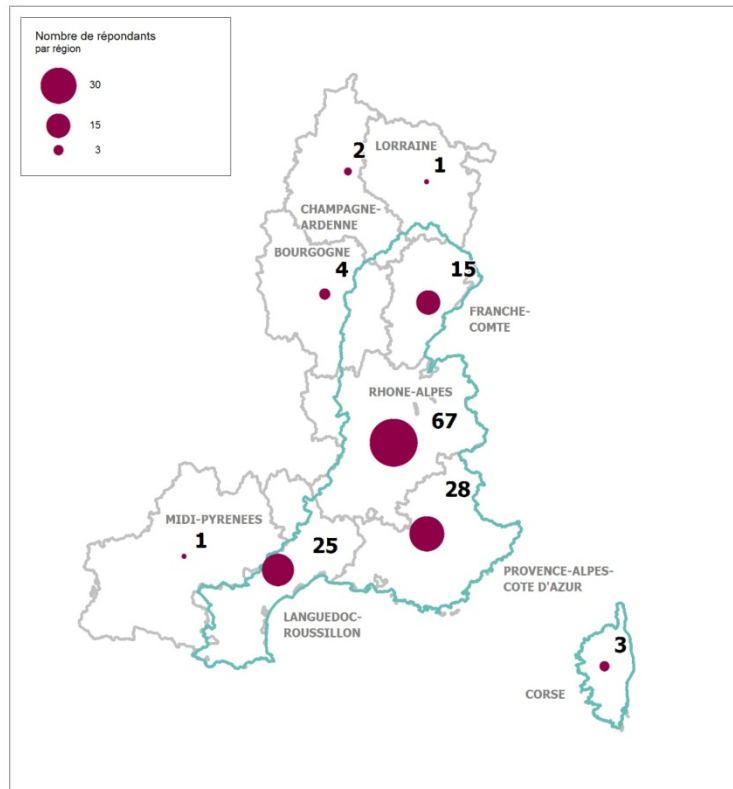 Nombre de répondants
par région
30
15
3
2
LORRAINE
1
CHAMPAGNE-
ARDENNE
BOURGOGNE
4
15
FRANCHE-
COMTE
RHONE-ALPES
67
28
MIDI-PYRENEES
1
25
PROVENCE-ALPES-
COTE D'AZUR
LANGUEDOC-
ROUSSILLON
3
CORSE